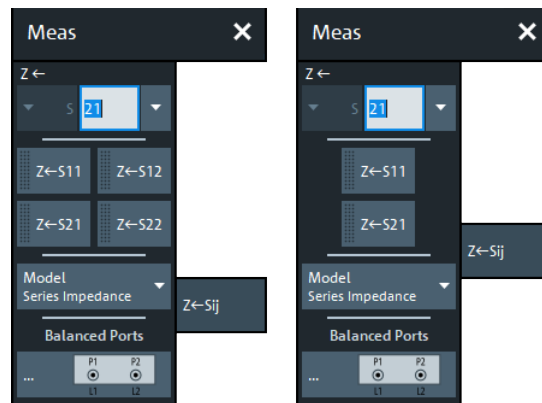 Meas ×
Z←
S 21
Z←S11 Z←S12
Z←S21 Z←S22
Model
Series Impedance
Z←Sij
Balanced Ports
... P1 P2
L1 L2
Meas ×
Z←
S 21
Z←S11
Z←S21
Z←Sij
Model
Series Impedance
Balanced Ports
... P1 P2
L1 L2